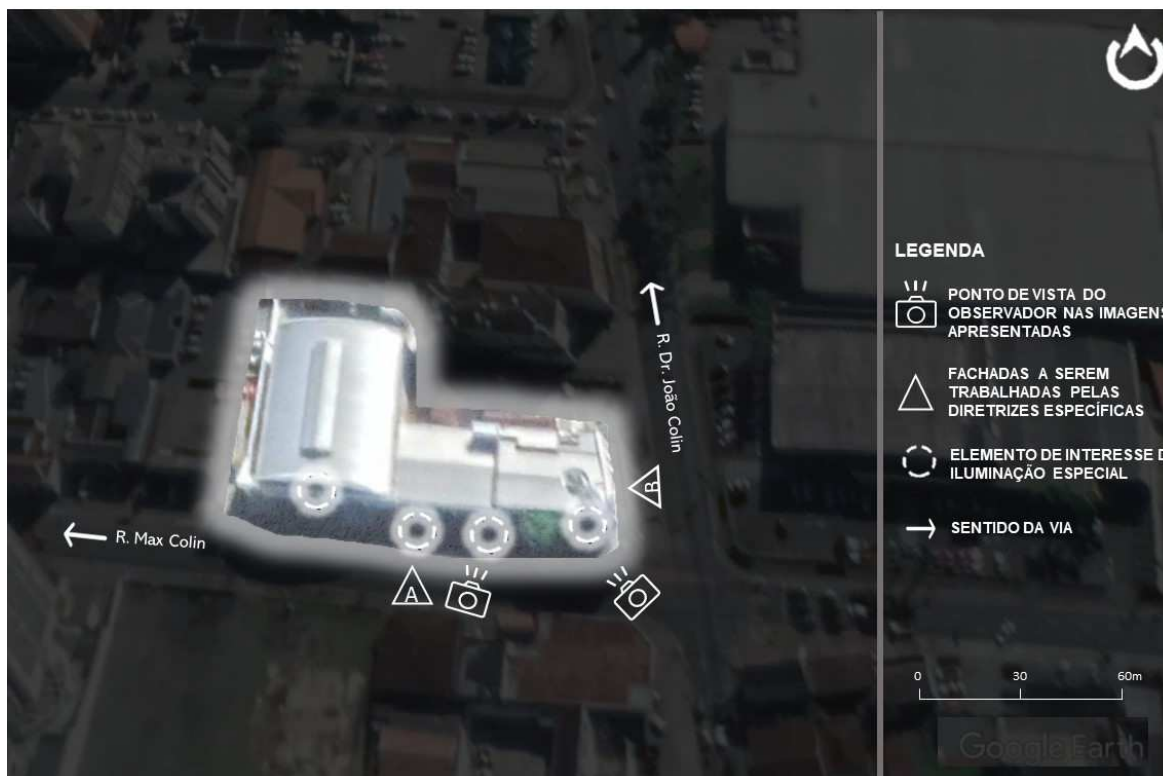 R. Dr. João Colin
R. Max Colin
A
B
LEGENDA
PONTO DE VISTA DO
OBSERVADOR NAS IMAGENS
APRESENTADAS
FACHADAS A SEREM
TRABALHADAS PELAS
DIRETRIZES ESPECÍFICAS
ELEMENTO DE INTERESSE D
ILUMINAÇÃO ESPECIAL
SENTIDO DA VIA
0 30 60m
Google Earth